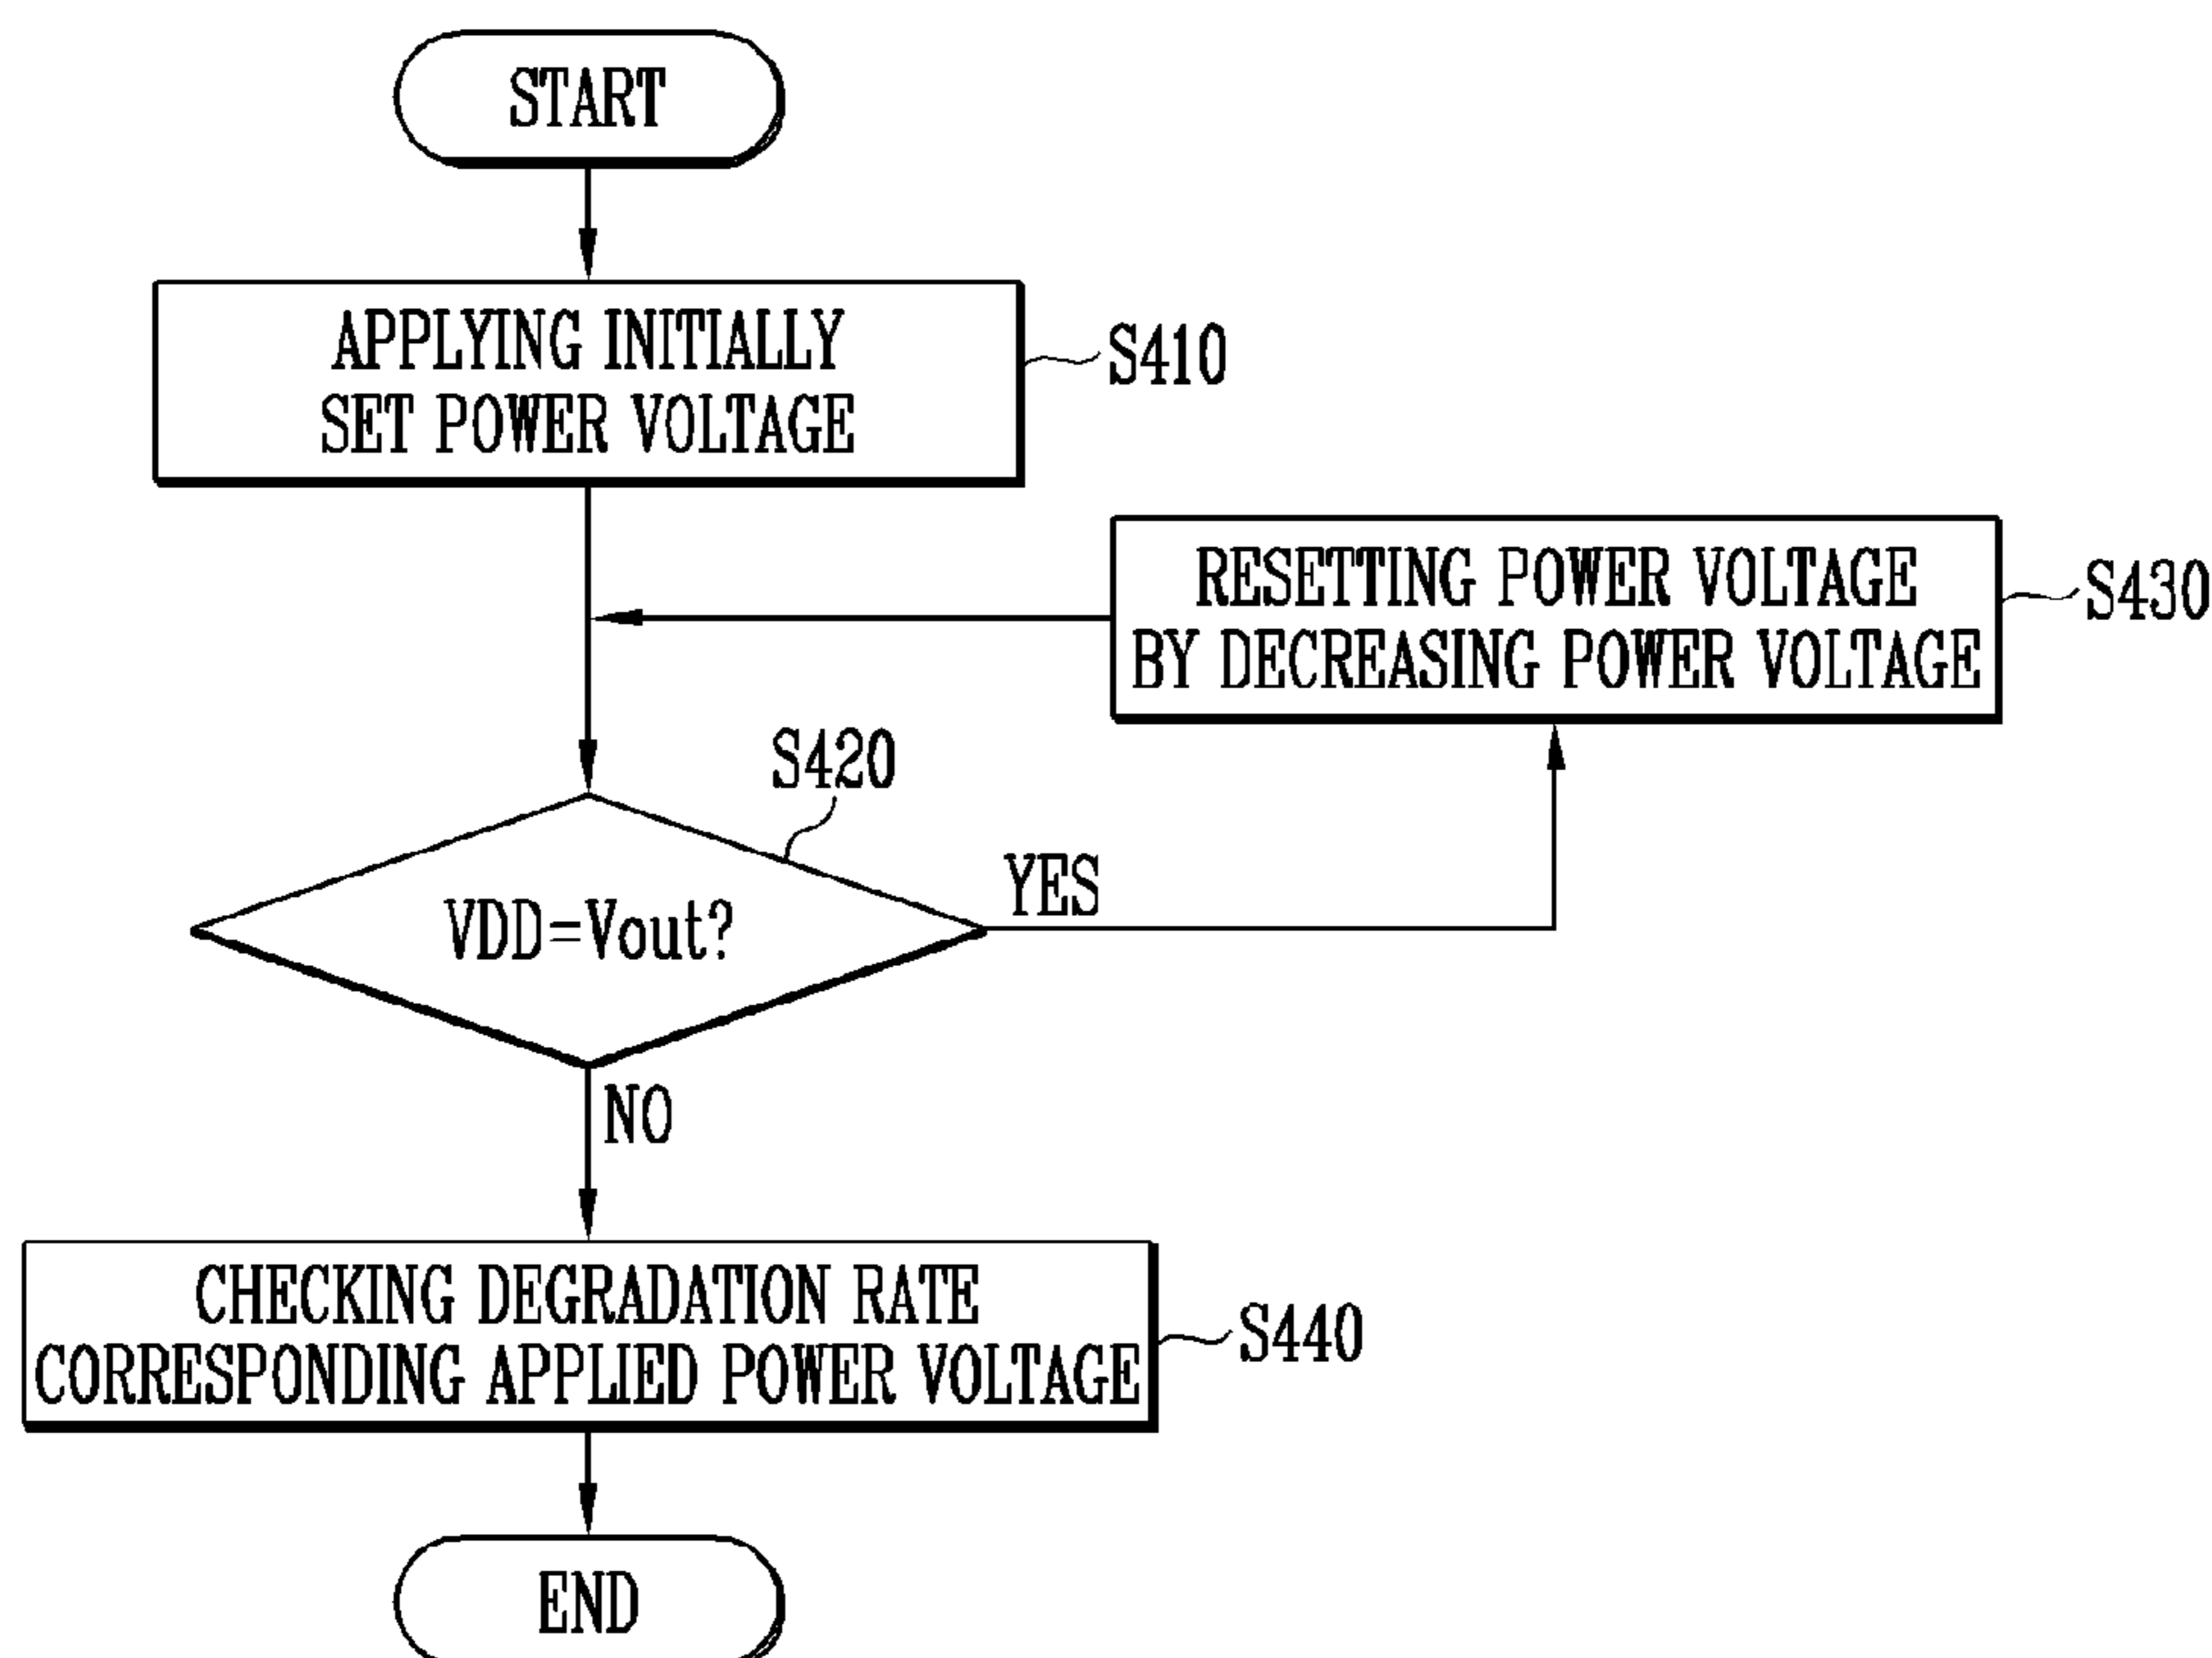 START
APPLYING INITIALLY
SET POWER VOLTAGE
S410
RESETTING POWER VOLTAGE
BY DECREASING POWER VOLTAGE
S430
S420
VDD=Vout?
YES
NO
CHECKING DEGRADATION RATE
CORRESPONDING APPLIED POWER VOLTAGE
S440
END